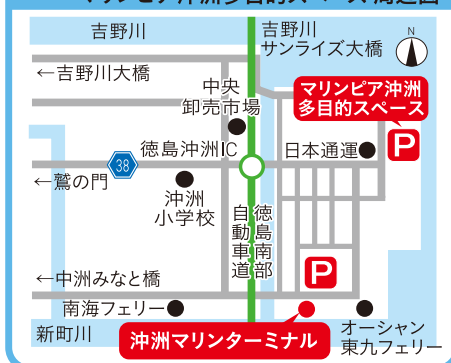 吉野川
吉野川
サンライズ大橋
N
←吉野川大橋
中央
卸売市場
マリンピア沖洲
多目的スペース
P
徳島沖洲IC
日本通運
38
←鷲の門
沖洲
小学校
徳島南部
自動車道
P
←中洲みなと橋
南海フェリー
新町川
沖洲マリンターミナル
オーシャン
東九フェリー